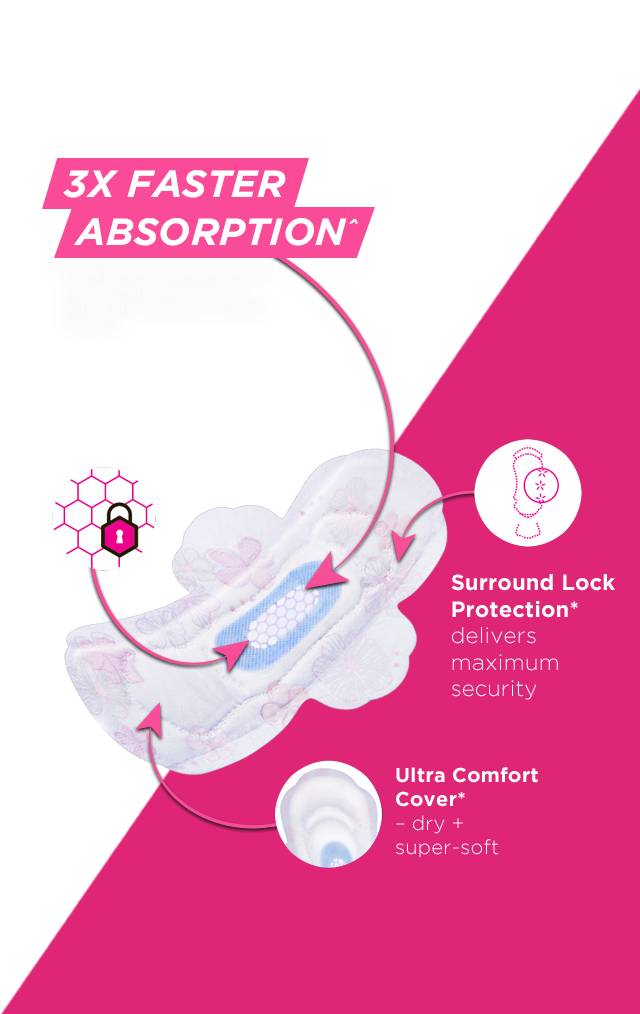 3X FASTER
ABSORPTION^
Surround Lock
Protection*
delivers
maximum
security
Ultra Comfort
Cover*
– dry +
super-soft